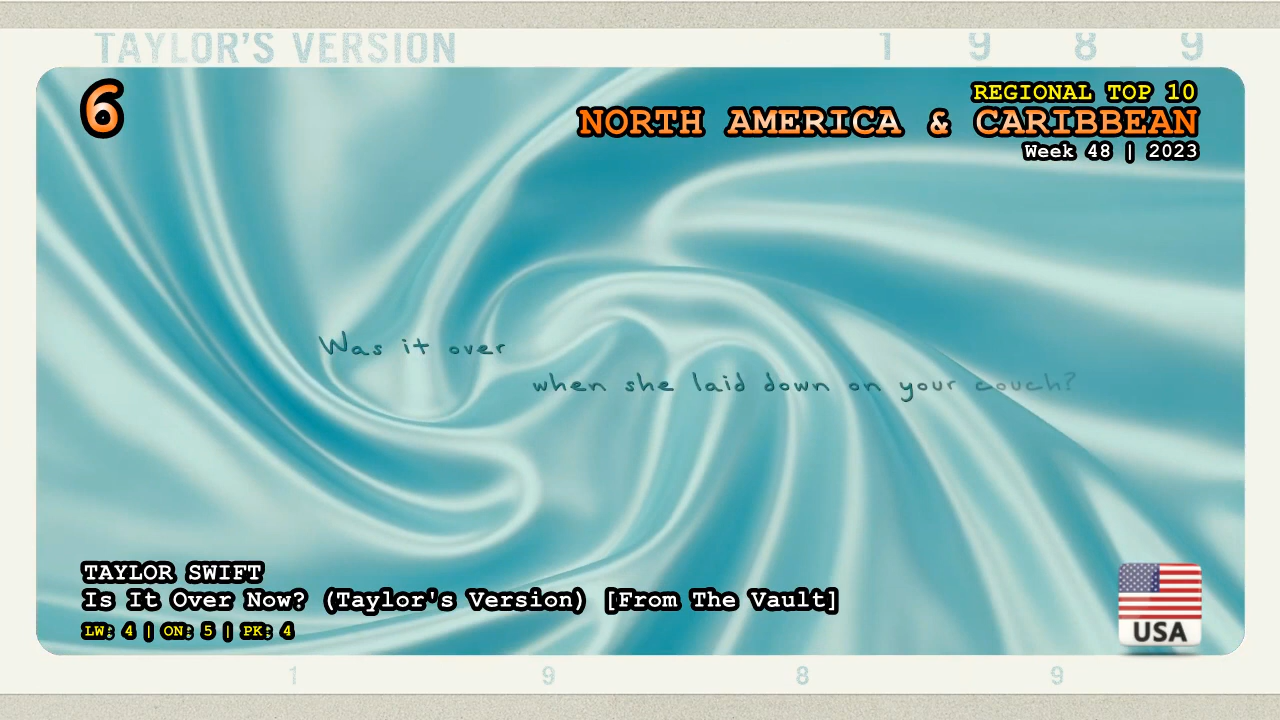 TAYLOR'S VERSION 1 9 8 9
6
REGIONAL TOP 10
NORTH AMERICA & CARIBBEAN
Week 48 | 2023
Was it over
when she laid down on your couch?
TAYLOR SWIFT
Is It Over Now? (Taylor's Version) [From The Vault]
LW: 4 | ON: 5 | PK: 4
USA
1 9 8 9